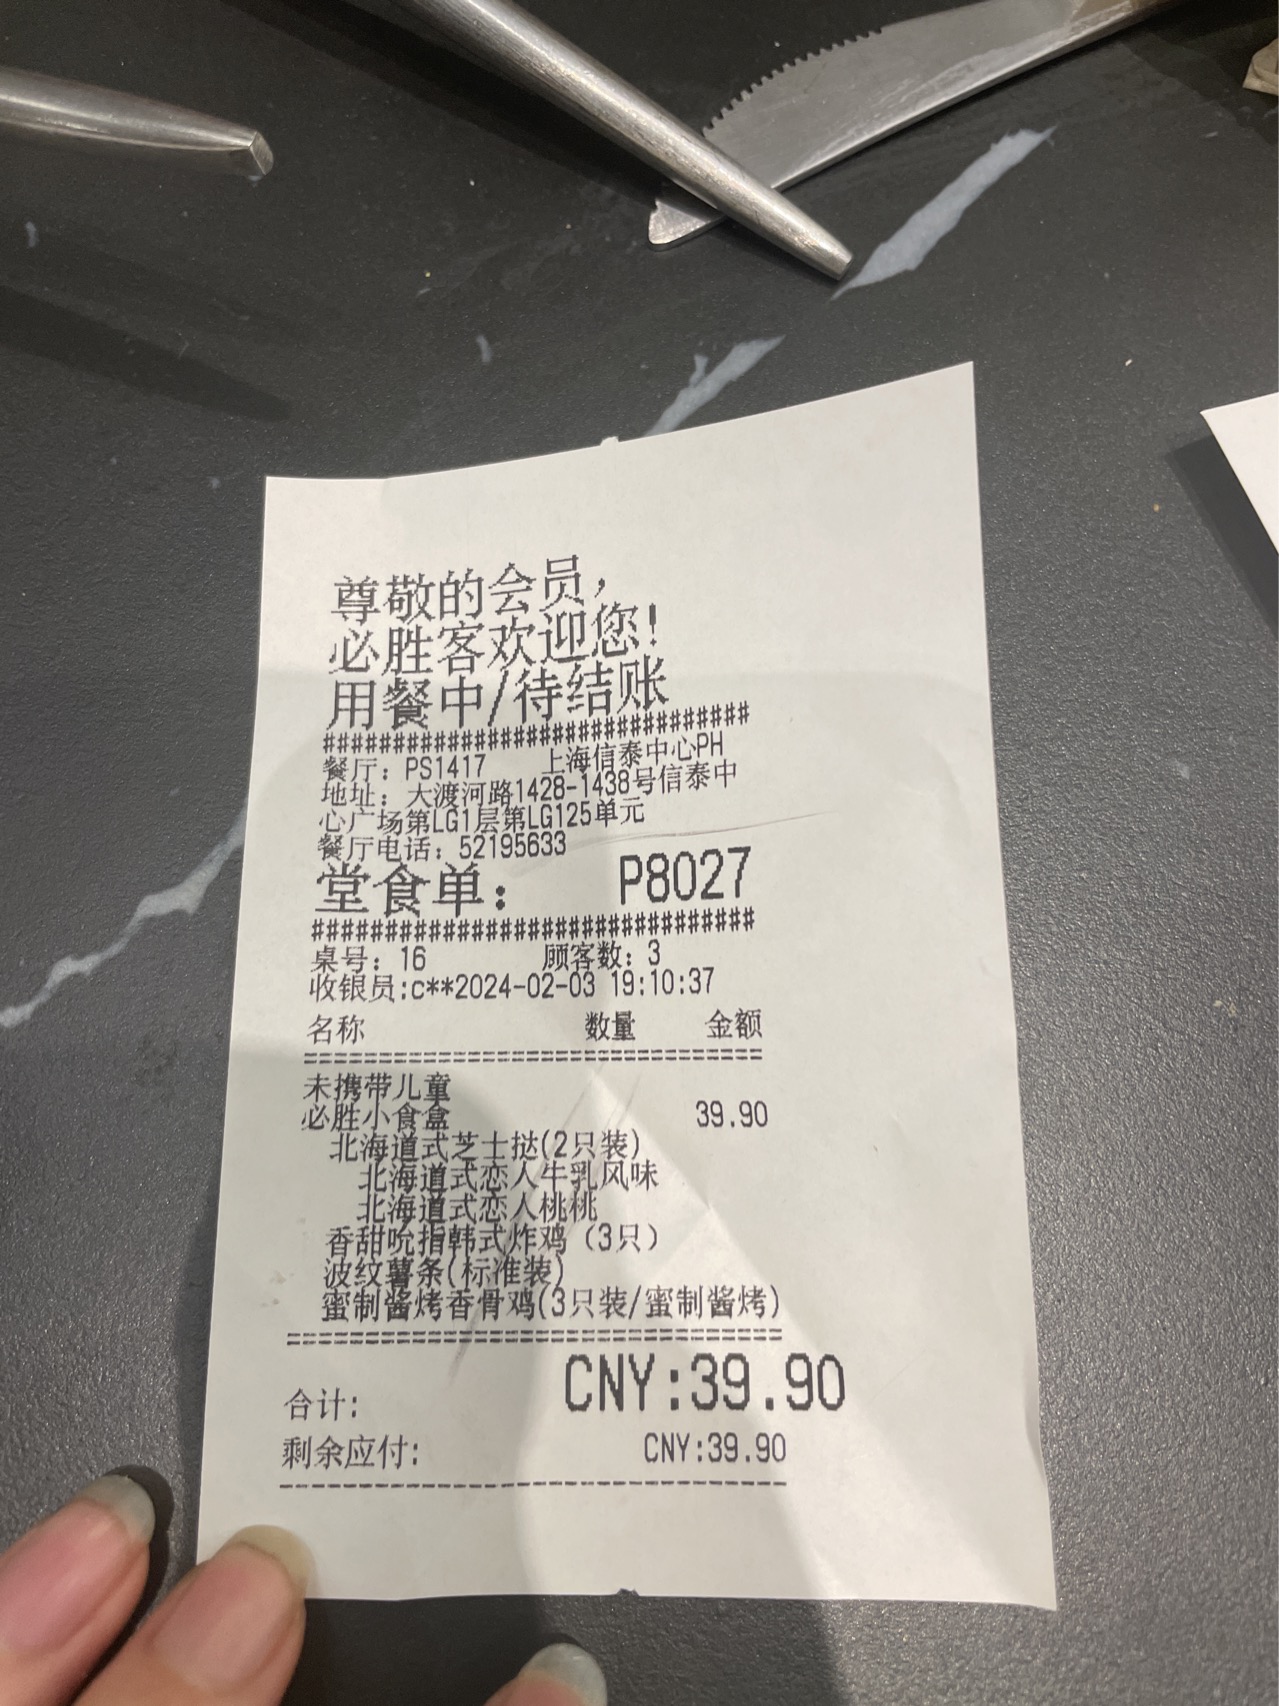 尊敬的会员，
必胜客欢迎您！
用餐中/待结账
##############################
餐厅：PS1417 上海信泰中心PH
地址：大渡河路1428-1438号信泰中
心广场第LG1层第LG125单元
餐厅电话：52195633
堂食单： P8027
##############################
桌号：16 顾客数：3
收银员:c**2024-02-03 19:10:37
名称 数量 金额
================================
未携带儿童
必胜小食盒 39.90
北海道式芝士挞(2只装)
北海道式恋人牛乳风味
北海道式恋人桃桃
香甜吮指韩式炸鸡（3只）
波纹薯条(标准装)
蜜制酱烤香骨鸡(3只装/蜜制酱烤)
================================
合计: CNY:39.90
剩余应付: CNY:39.90
--------------------------------